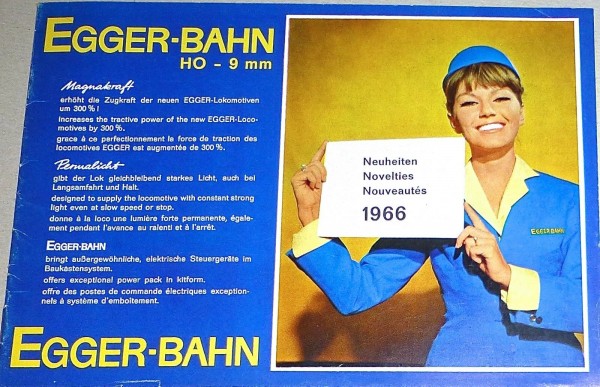 EGGER-BAHN
HO - 9 mm
Magnakraft
erhöht die Zugkraft der neuen EGGER-Lokomotiven
um 300 % !
increases the tractive power of the new EGGER-Loco-
motives by 300 %.
grace à ce perfectionnement le force de traction des
locomotives EGGER est augmentée de 300 %.
Permalicht
gibt der Lok gleichbleibend starkes Licht, auch bei
Langsamfahrt und Halt.
designed to supply the locomotive with constant strong
light even at slow speed or stop.
donne à la loco une lumière forte permanente, égale-
ment pendant l'avance au ralenti et à l'arrêt.
EGGER-BAHN
bringt außergewöhnliche, elektrische Steuergeräte im
Baukastensystem.
offers exceptional power pack in kitform.
offre des postes de commande électriques exception-
nels à système d'emboitement.
EGGER-BAHN
Neuheiten
Novelties
Nouveautés
1966
EGGER-BAHN